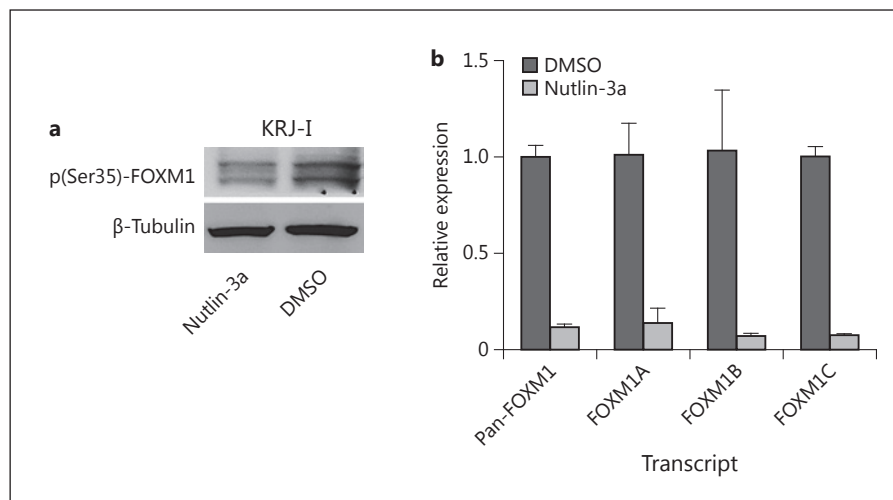 a
KRJ-I
p(Ser35)-FOXM1
β-Tubulin
Nutlin-3a
DMSO
b
DMSO
Nutlin-3a
Relative expression
1.5
1.0
0.5
0
Pan-FOXM1
FOXM1A
FOXM1B
FOXM1C
Transcript